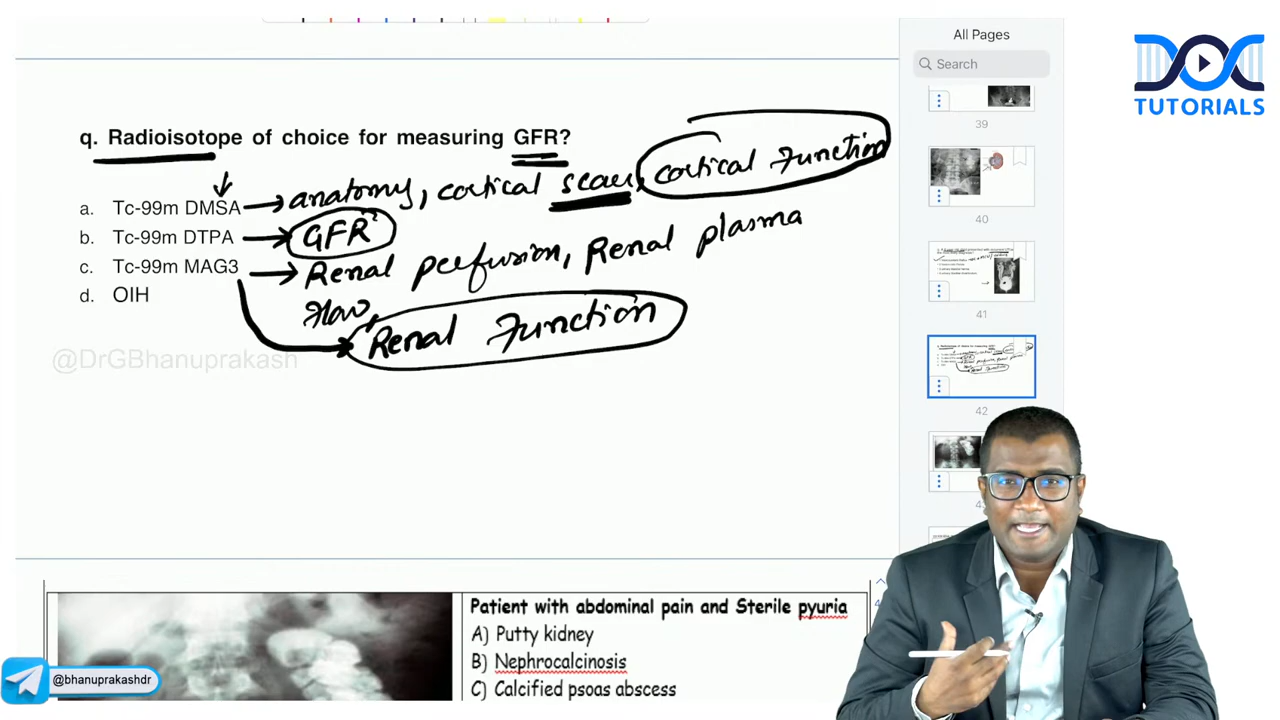 All Pages
Search
39
40
41
42
DOC
TUTORIALS
q. Radioisotope of choice for measuring GFR?
a. Tc-99m DMSA → anatomy, cortical scar, cortical Function
b. Tc-99m DTPA → GFR
c. Tc-99m MAG3 → Renal perfusion, Renal plasma
flow,
d. OIH
Renal Function
@DrGBhanuprakash
Patient with abdominal pain and Sterile pyuria
A) Putty kidney
B) Nephrocalcinosis
C) Calcified psoas abscess
@bhanuprakashdr